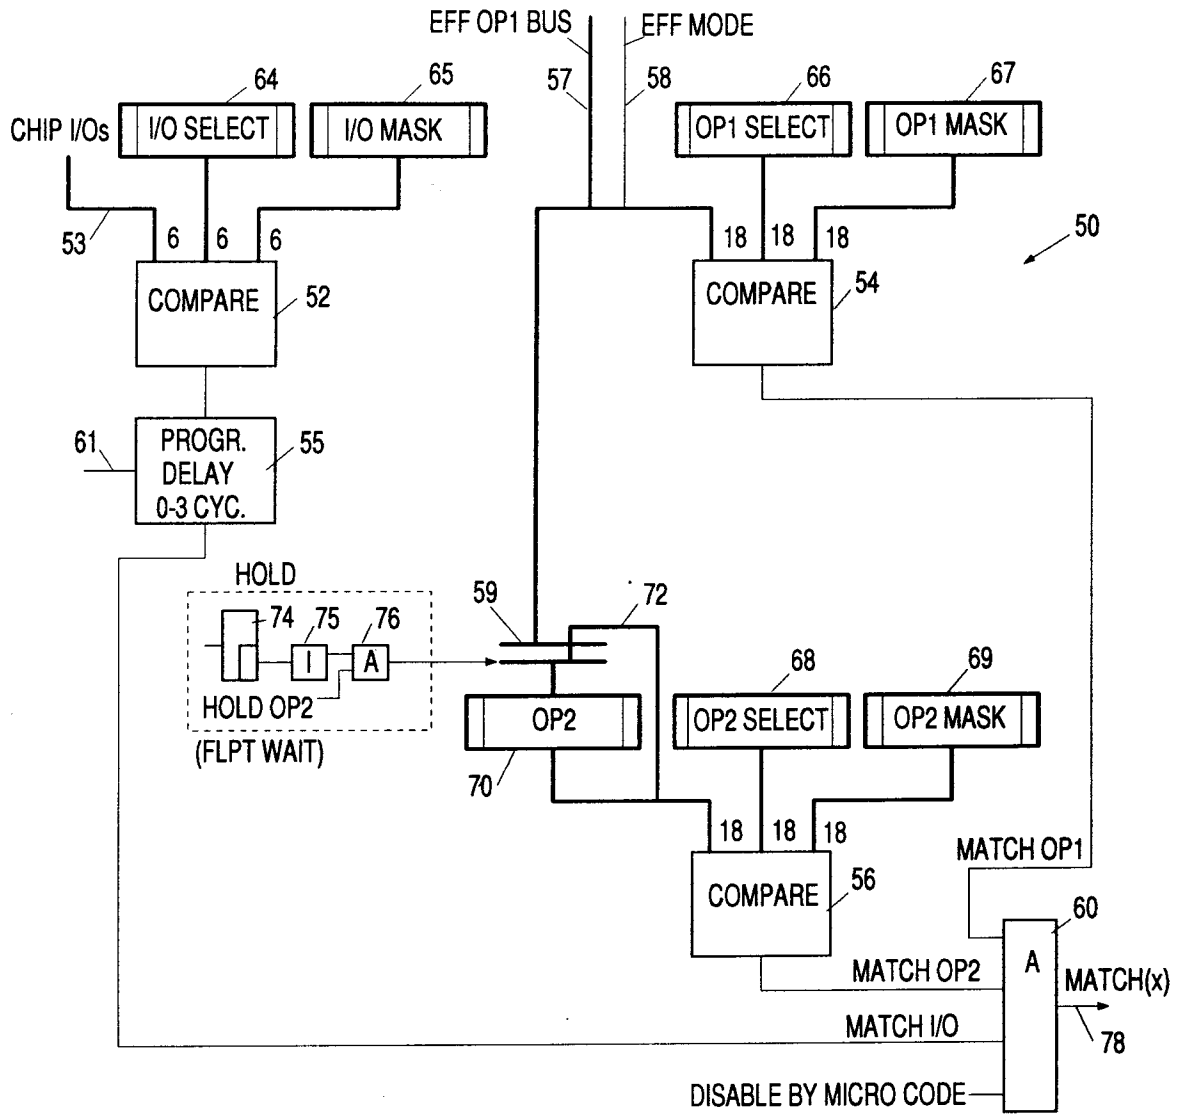 EFF OP1 BUS
EFF MODE
57
58
64
65
66
67
CHIP I/Os
I/O SELECT
I/O MASK
OP1 SELECT
OP1 MASK
53
6
6
6
18
18
18
50
COMPARE
52
COMPARE
54
61
PROGR.
DELAY
0-3 CYC.
55
HOLD
59
72
74
75
76
I
A
HOLD OP2
(FLPT WAIT)
68
69
OP2
OP2 SELECT
OP2 MASK
70
18
18
18
COMPARE
56
MATCH OP1
60
A
MATCH OP2
MATCH(x)
MATCH I/O
78
DISABLE BY MICRO CODE